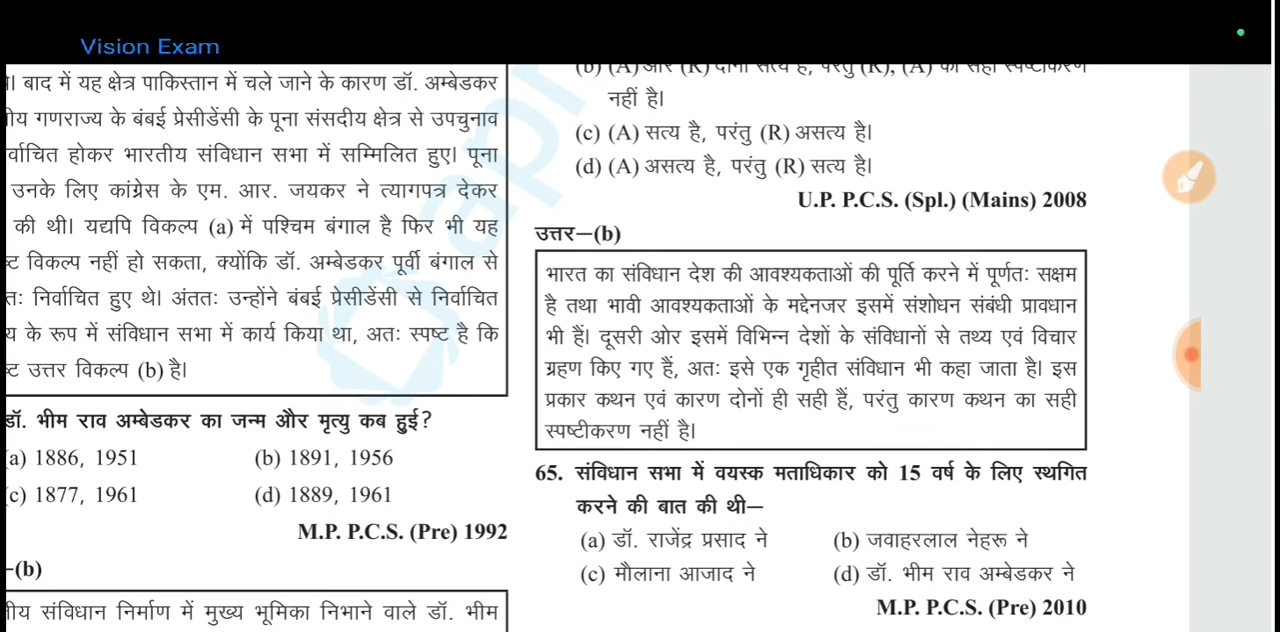 Vision Exam
बाद में यह क्षेत्र पाकिस्तान में चले जाने के कारण डॉ. अम्बेडकर
ीय गणराज्य के बंबई प्रेसीडेंसी के पूना संसदीय क्षेत्र से उपचुनाव
र्वाचित होकर भारतीय संविधान सभा में सम्मिलित हुए। पूना
उनके लिए कांग्रेस के एम. आर. जयकर ने त्यागपत्र देकर
की थी। यद्यपि विकल्प (a) में पश्चिम बंगाल है फिर भी यह
विकल्प नहीं हो सकता, क्योंकि डॉ. अम्बेडकर पूर्वी बंगाल से
तः निर्वाचित हुए थे। अंततः उन्होंने बंबई प्रेसीडेंसी से निर्वाचित
य के रूप में संविधान सभा में कार्य किया था, अतः स्पष्ट है कि
उत्तर विकल्प (b) है।
डॉ. भीम राव अम्बेडकर का जन्म और मृत्यु कब हुई?
(a) 1886, 1951 (b) 1891, 1956
(c) 1877, 1961 (d) 1889, 1961
M.P. P.C.S. (Pre) 1992
–(b)
ीय संविधान निर्माण में मुख्य भूमिका निभाने वाले डॉ. भीम
(b) (A) और (R) दोनों सत्य हैं, परंतु (R), (A) का सही स्पष्टीकरण
नहीं है।
(c) (A) सत्य है, परंतु (R) असत्य है।
(d) (A) असत्य है, परंतु (R) सत्य है।
U.P. P.C.S. (Spl.) (Mains) 2008
उत्तर—(b)
भारत का संविधान देश की आवश्यकताओं की पूर्ति करने में पूर्णतः सक्षम
है तथा भावी आवश्यकताओं के मद्देनजर इसमें संशोधन संबंधी प्रावधान
भी हैं। दूसरी ओर इसमें विभिन्न देशों के संविधानों से तथ्य एवं विचार
ग्रहण किए गए हैं, अतः इसे एक गृहीत संविधान भी कहा जाता है। इस
प्रकार कथन एवं कारण दोनों ही सही हैं, परंतु कारण कथन का सही
स्पष्टीकरण नहीं है।
65. संविधान सभा में वयस्क मताधिकार को 15 वर्ष के लिए स्थगित
करने की बात की थी—
(a) डॉ. राजेंद्र प्रसाद ने (b) जवाहरलाल नेहरू ने
(c) मौलाना आजाद ने (d) डॉ. भीम राव अम्बेडकर ने
M.P. P.C.S. (Pre) 2010